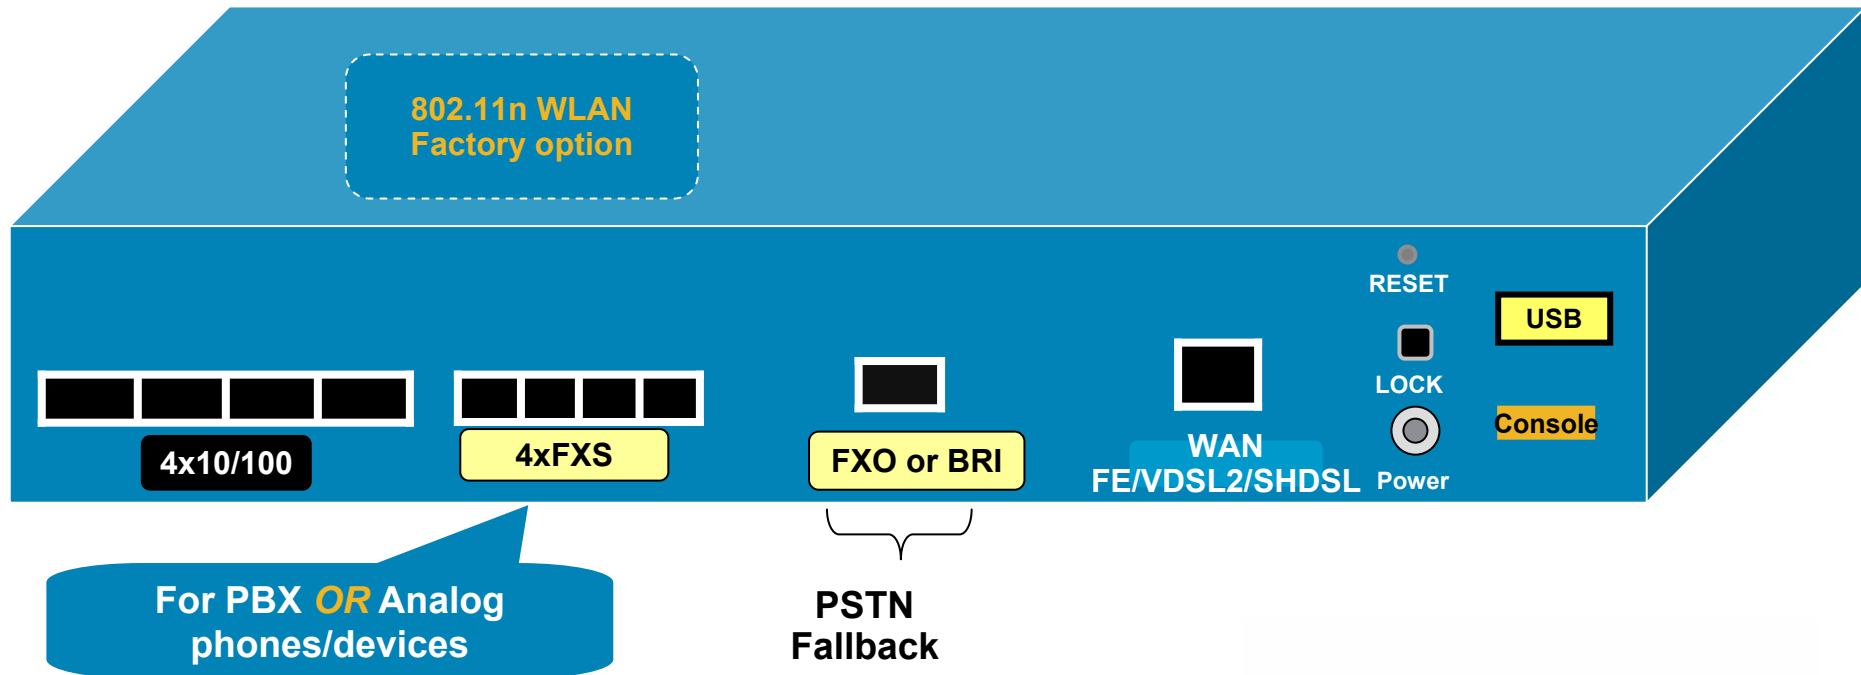 802.11n WLAN
Factory option
RESET
USB
LOCK
Console
4x10/100
4xFXS
FXO or BRI
WAN
FE/VDSL2/SHDSL
Power
For PBX OR Analog
phones/devices
PSTN
Fallback